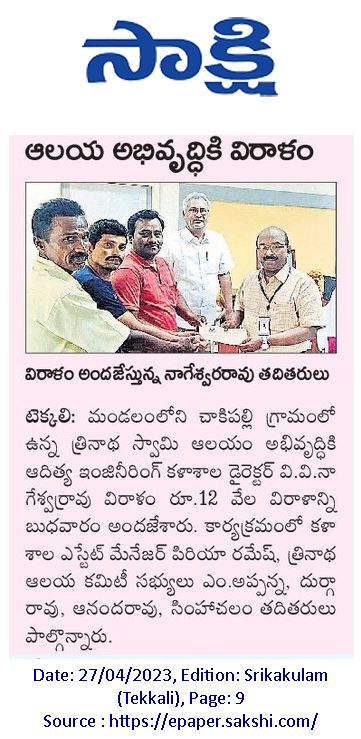 సాక్షి
ఆలయ అభివృద్ధికి విరాళం
విరాళం అందజేస్తున్న నాగేశ్వరరావు తదితరులు
టెక్కలి: మండలంలోని చాకిపల్లి గ్రామంలో
ఉన్న త్రినాథ స్వామి ఆలయం అభివృద్ధికి
ఆదిత్య ఇంజినీరింగ్ కళాశాల డైరెక్టర్ వి.వి.నా
గేశ్వర్రావు విరాళం రూ.12 వేల విరాళాన్ని
బుధవారం అందజేశారు. కార్యక్రమంలో కళా
శాల ఎస్టేట్ మేనేజర్ పిరియా రమేష్, త్రినాథ
ఆలయ కమిటీ సభ్యులు ఎం.అప్పన్న, దుర్గా
రావు, ఆనందరావు, సింహాచలం తదితరులు
పాల్గొన్నారు.
Date: 27/04/2023, Edition: Srikakulam
(Tekkali), Page: 9
Source : https://epaper.sakshi.com/